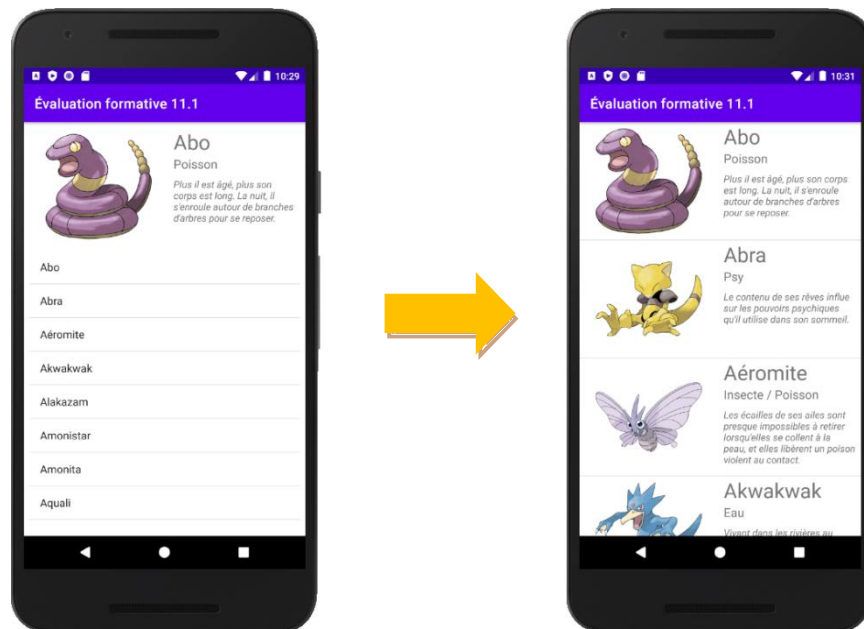 10:29
Évaluation formative 11.1
Abo
Poisson
Plus il est âgé, plus son
corps est long. La nuit, il
s'enroule autour de branches
d'arbres pour se reposer.
Abo
Abra
Aéromite
Akwakwak
Alakazam
Amonistar
Amonita
Aquali
10:31
Évaluation formative 11.1
Abo
Poisson
Plus il est âgé, plus son corps
est long. La nuit, il s'enroule
autour de branches d'arbres
pour se reposer.
Abra
Psy
Le contenu de ses rêves influe
sur les pouvoirs psychiques
qu'il utilise dans son sommeil.
Aéromite
Insecte / Poisson
Les écailles de ses ailes sont
presque impossibles à retirer
lorsqu'elles se collent à la
peau, et elles libèrent un poison
violent au contact.
Akwakwak
Eau
Vivant dans les rivières au